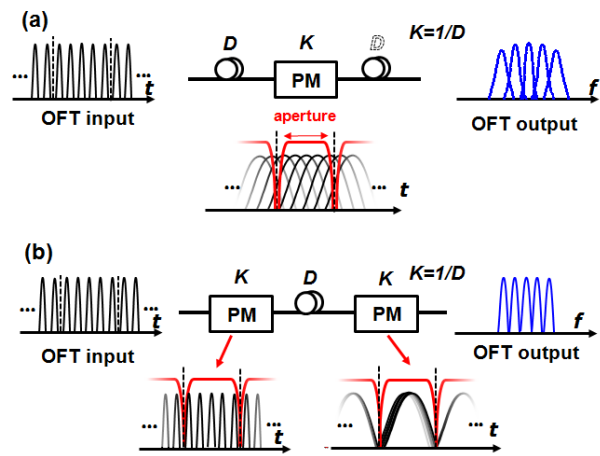 (a)
D K D K=1/D
PM
... ... t
OFT input
f
OFT output
aperture
... ... t
(b)
K D K K=1/D
PM PM
... ... t
OFT input
f
OFT output
... ... t
... ... t